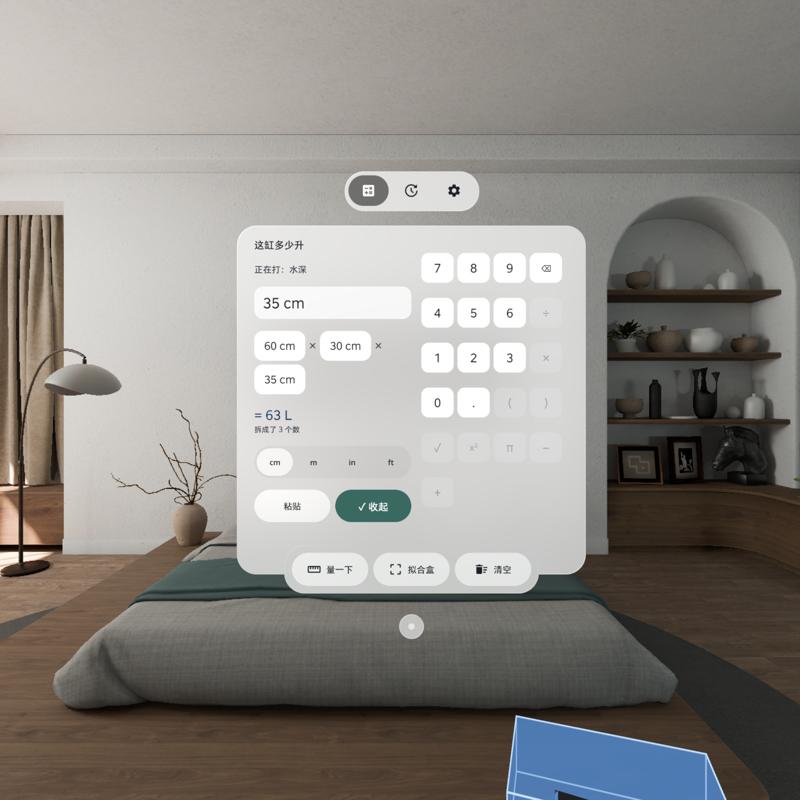 这缸多少升
正在打：水深
35 cm
60 cm × 30 cm ×
35 cm
= 63 L
拆成了 3 个数
cm m in ft
粘贴 ✓ 收起
7 8 9 ⌫
4 5 6 ÷
1 2 3 ×
0 . ( )
√ x² π −
+
量一下 拟合盒 清空